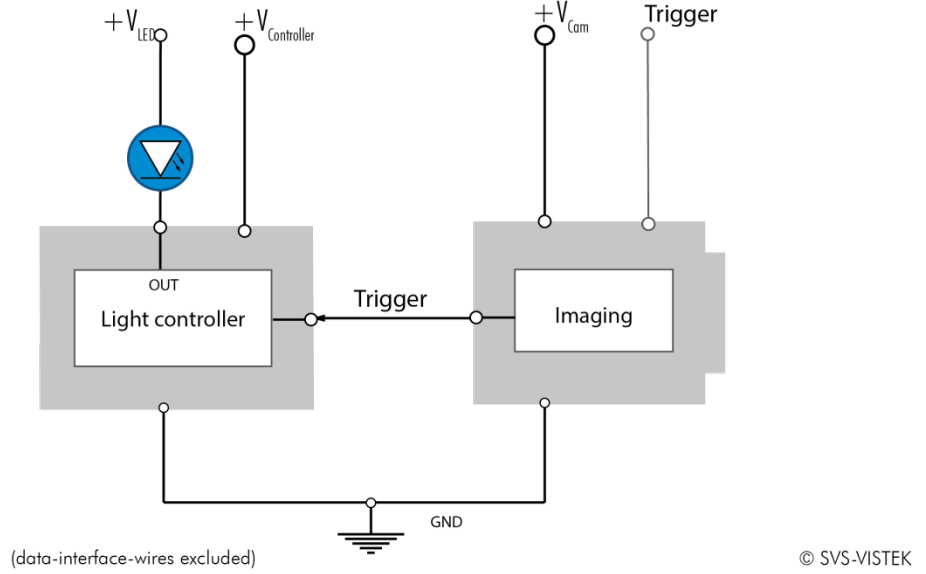 + V LED
+ V Controller
+ V Cam
Trigger
OUT
Light controller
Trigger
Imaging
GND
(data-interface-wires excluded)
© SVS-VISTEK